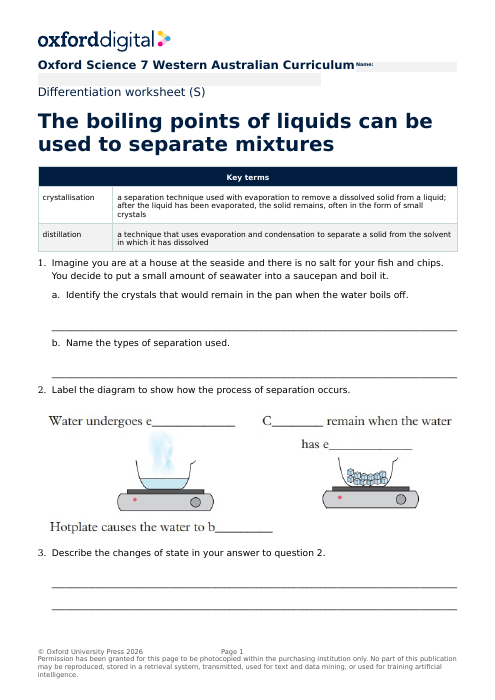 oxforddigital
Oxford Science 7 Western Australian Curriculum Name:
Differentiation worksheet (S)
The boiling points of liquids can be
used to separate mixtures
Key terms
crystallisation a separation technique used with evaporation to remove a dissolved solid from a liquid;
after the liquid has been evaporated, the solid remains, often in the form of small
crystals
distillation a technique that uses evaporation and condensation to separate a solid from the solvent
in which it has dissolved
1. Imagine you are at a house at the seaside and there is no salt for your fish and chips.
You decide to put a small amount of seawater into a saucepan and boil it.
a. Identify the crystals that would remain in the pan when the water boils off.
b. Name the types of separation used.
2. Label the diagram to show how the process of separation occurs.
Water undergoes e_____________ C________ remain when the water
has e_____________
Hotplate causes the water to b_________
3. Describe the changes of state in your answer to question 2.
© Oxford University Press 2026 Page 1
Permission has been granted for this page to be photocopied within the purchasing institution only. No part of this publication
may be reproduced, stored in a retrieval system, transmitted, used for text and data mining, or used for training artificial
intelligence.